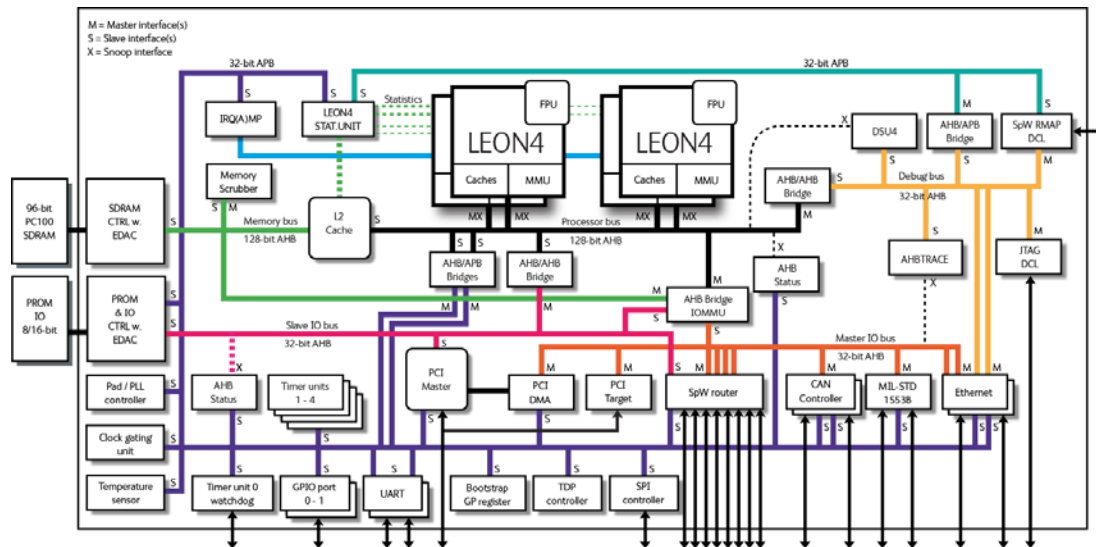 M = Master interface(s)
S = Slave interface(s)
X = Snoop interface
32-bit APB
32-bit APB
Statistics
S
S
S
M
S
X
FPU
FPU
IRQ(A)MP
LEON4
STAT.UNIT
LEON4
LEON4
DSU4
AHB/APB
Bridge
SpW RMAP
DCL
Memory
Scrubber
Caches
MMU
Caches
MMU
AHB/AHB
Bridge
S
S
S
M
Debug bus
32-bit AHB
S
M
96-bit
PC100
SDRAM
SDRAM
CTRL w.
EDAC
S
Memory bus
128-bit AHB
L2
Cache
S
MX
MX
Processor bus
128-bit AHB
M
S
S
S
M
X
S
M
AHB/APB
Bridges
AHB/AHB
Bridge
AHB
Status
AHBTRACE
JTAG
DCL
PROM
IO
8/16-bit
PROM
& IO
CTRL w.
EDAC
S
S
M
M
M
M
M
S
S
AHB Bridge
IOMMU
S
X
Slave IO bus
32-bit AHB
Master IO bus
32-bit AHB
X
S
M
M
S
M
M
M
M
M
Pad / PLL
controller
S
AHB
Status
Timer units
1 - 4
PCI
Master
PCI
DMA
PCI
Target
SpW router
CAN
Controller
MIL-STD
1553B
Ethernet
Clock gating
unit
S
S
S
S
S
S
S
S
S
S
Temperature
sensor
S
S
S
S
S
S
S
Timer unit 0
watchdog
GPIO port
0 - 1
UART
Bootstrap
GP register
TDP
controller
SPI
controller